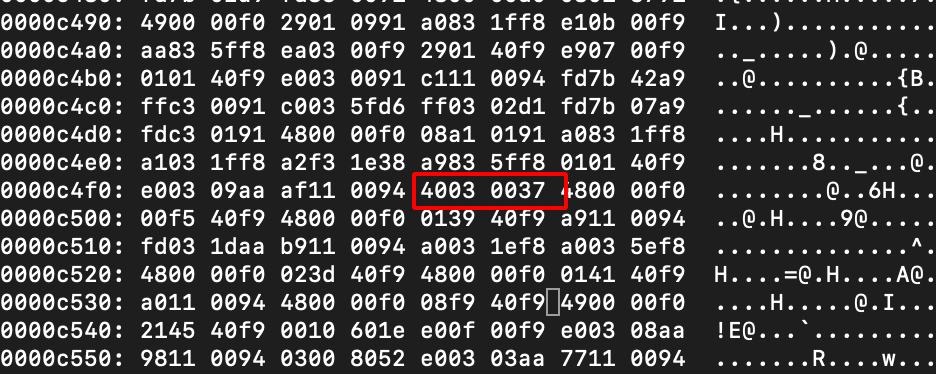 0000c490: 4900 00f0 2901 0991 a083 1ff8 e10b 00f9  I...)...........
0000c4a0: aa83 5ff8 ea03 00f9 2901 40f9 e907 00f9  .._.....).@.....
0000c4b0: 0101 40f9 e003 0091 c111 0094 fd7b 42a9  ..@..........{B.
0000c4c0: ffc3 0091 c003 5fd6 ff03 02d1 fd7b 07a9  ......_......{..
0000c4d0: fdc3 0191 4800 00f0 08a1 0191 a083 1ff8  ....H...........
0000c4e0: a103 1ff8 a2f3 1e38 a983 5ff8 0101 40f9  .......8.._...@.
0000c4f0: e003 09aa af11 0094 4003 0037 4800 00f0  ........@..6H...
0000c500: 00f5 40f9 4800 00f0 0139 40f9 a911 0094  ..@.H....9@.....
0000c510: fd03 1daa b911 0094 a003 1ef8 a003 5ef8  ..............^.
0000c520: 4800 00f0 023d 40f9 4800 00f0 0141 40f9  H....=@.H....A@.
0000c530: a011 0094 4800 00f0 08f9 40f9 4900 00f0  ....H.....@.I...
0000c540: 2145 40f9 0010 601e e00f 00f9 e003 08aa  !E@...`.........
0000c550: 9811 0094 0300 8052 e003 03aa 7711 0094  .......R....w...